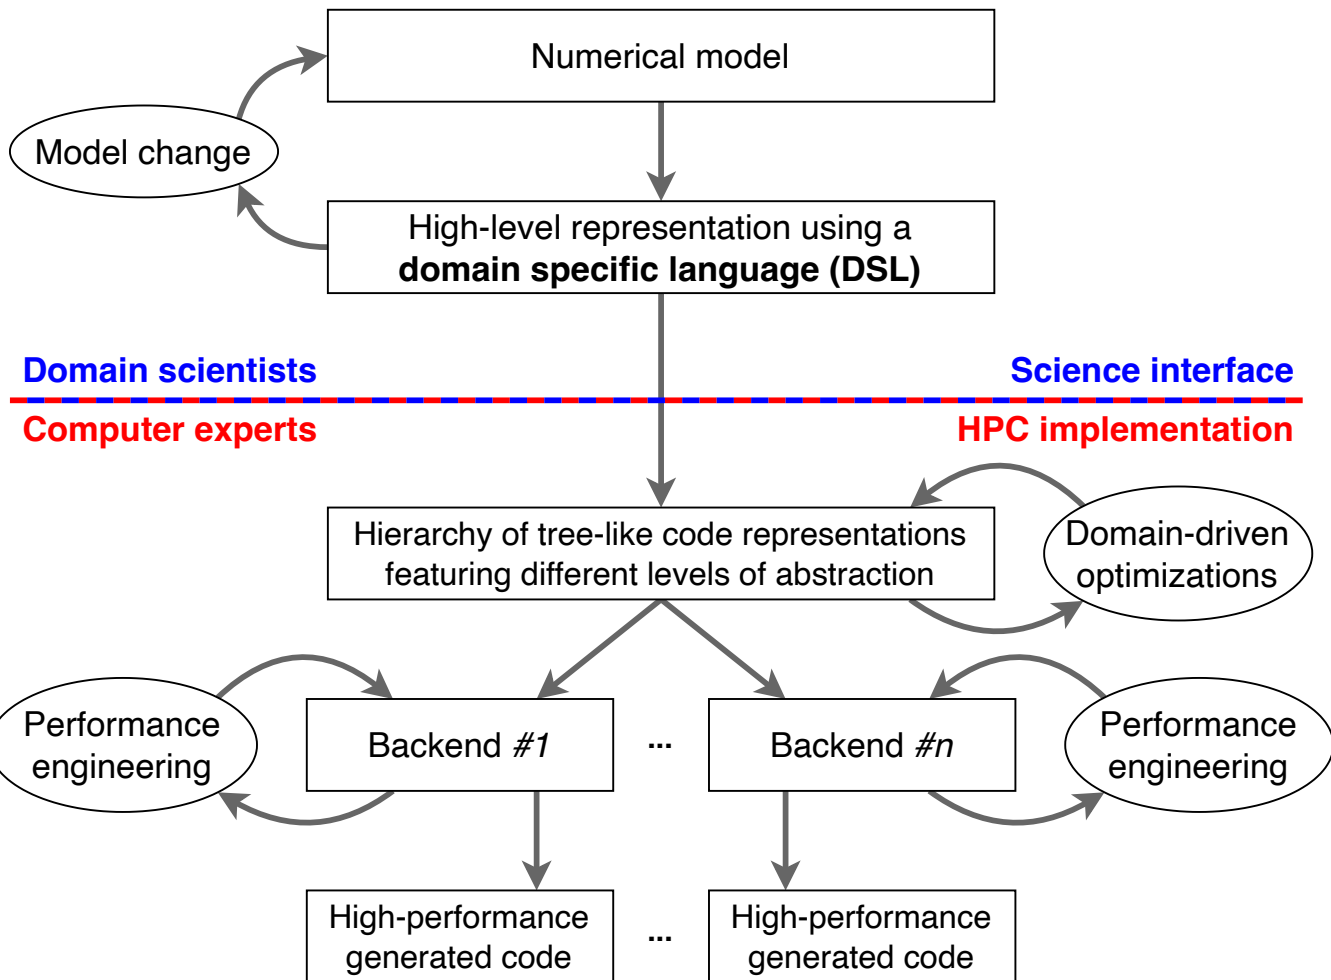 Numerical model
Model change
High-level representation using a
domain specific language (DSL)
Domain scientists
Science interface
Computer experts
HPC implementation
Hierarchy of tree-like code representations
featuring different levels of abstraction
Domain-driven
optimizations
Performance
engineering
Backend #1
...
Backend #n
Performance
engineering
High-performance
generated code
...
High-performance
generated code